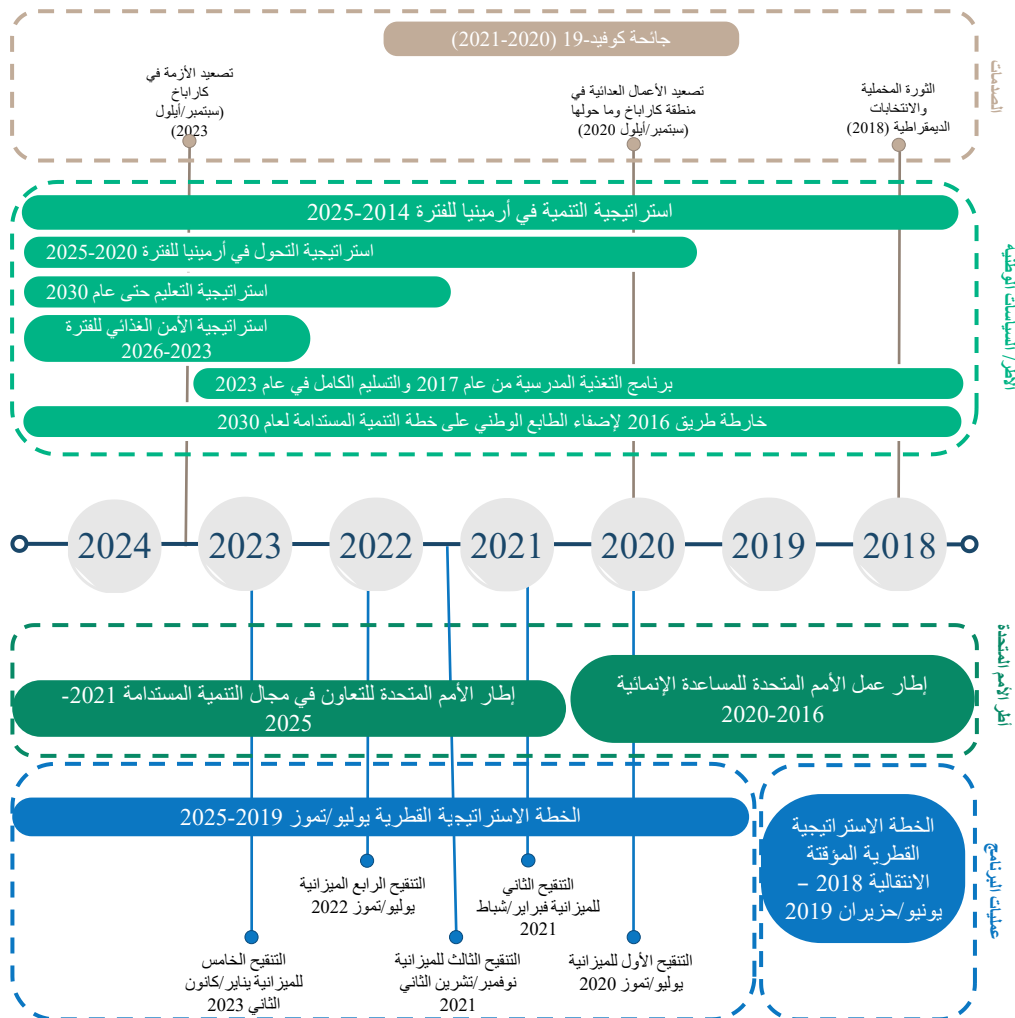 الصدمات
جائحة كوفيد-19 (2020-2021)
الثورة المخملية
والانتخابات
الديمقراطية (2018)
تصعيد الأعمال العدائية في
منطقة كاراباخ وما حولها
(سبتمبر/أيلول 2020)
تصعيد الأزمة في
كاراباخ
(سبتمبر/أيلول
2023)
الاطر/ السياسات الوطنيه
استراتيجية التنمية في أرمينيا للفترة 2014-2025
استراتيجية التحول في أرمينيا للفترة 2020-2025
استراتيجية التعليم حتى عام 2030
استراتيجية الأمن الغذائي للفترة
2023-2026
برنامج التغذية المدرسية من عام 2017 والتسليم الكامل في عام 2023
خارطة طريق 2016 لإضفاء الطابع الوطني على خطة التنمية المستدامة لعام 2030
2018
2019
2020
2021
2022
2023
2024
أطر الأمم المتحدة
إطار عمل الأمم المتحدة للمساعدة الإنمائية
2016-2020
إطار الأمم المتحدة للتعاون في مجال التنمية المستدامة 2021-
2025
عمليات البرنامج
الخطة الاستراتيجية
القطرية المؤقتة
الانتقالية 2018 –
يونيو/حزيران 2019
الخطة الاستراتيجية القطرية يوليو/تموز 2019-2025
التنقيح الأول للميزانية
يوليو/تموز 2020
التنقيح الثاني
للميزانية فبراير/شباط
2021
التنقيح الثالث للميزانية
نوفمبر/تشرين الثاني
2021
التنقيح الرابع الميزانية
يوليو/تموز 2022
التنقيح الخامس
للميزانية يناير/كانون
الثاني 2023